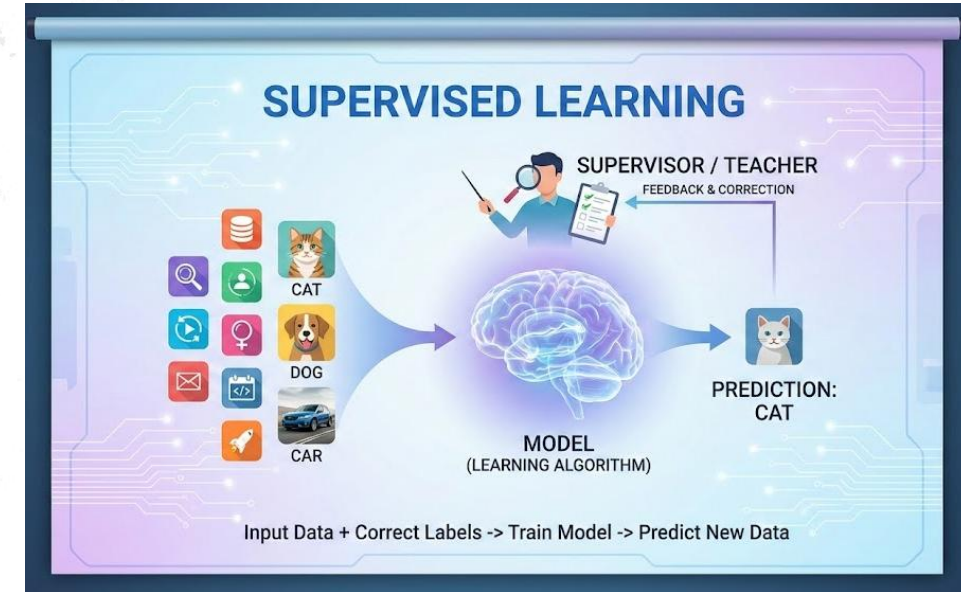 SUPERVISED LEARNING
SUPERVISOR / TEACHER
FEEDBACK & CORRECTION
CAT
DOG
CAR
</>
MODEL
(LEARNING ALGORITHM)
PREDICTION:
CAT
Input Data + Correct Labels -> Train Model -> Predict New Data